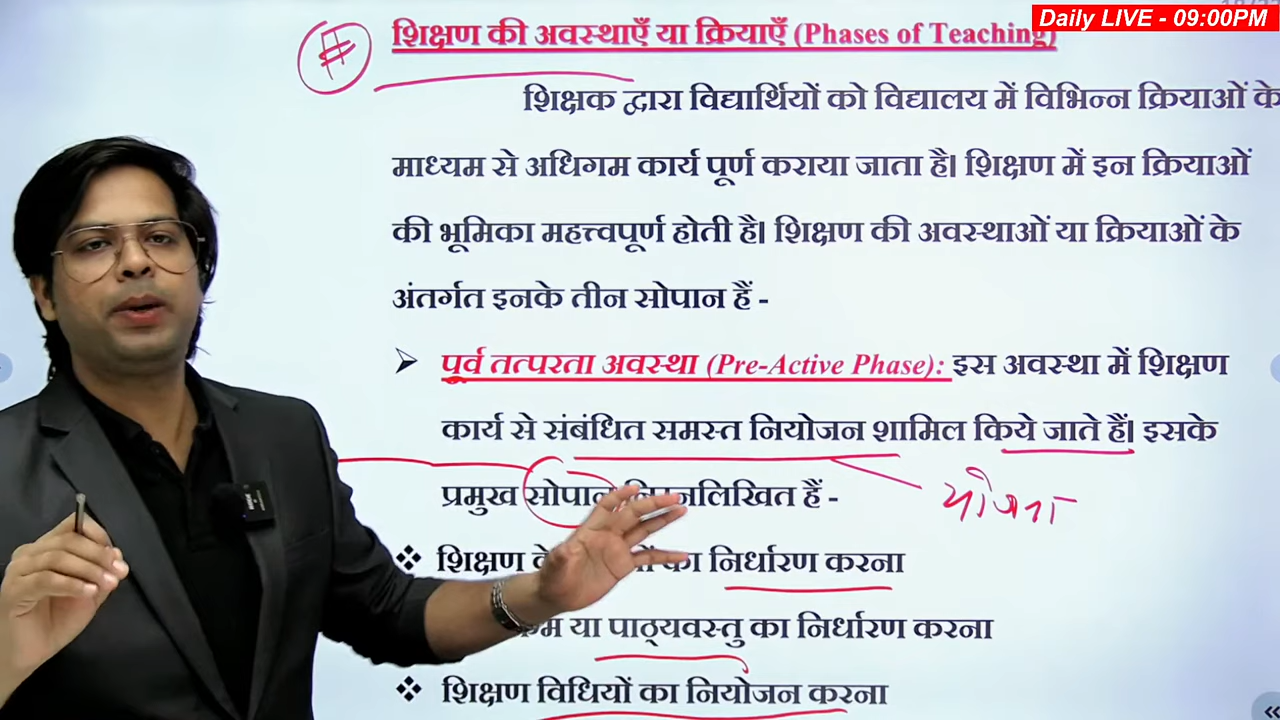 Daily LIVE - 09:00PM
# शिक्षण की अवस्थाएँ या क्रियाएँ (Phases of Teaching)
शिक्षक द्वारा विद्यार्थियों को विद्यालय में विभिन्न क्रियाओं के
माध्यम से अधिगम कार्य पूर्ण कराया जाता है। शिक्षण में इन क्रियाओं
की भूमिका महत्त्वपूर्ण होती है। शिक्षण की अवस्थाओं या क्रियाओं के
अंतर्गत इनके तीन सोपान हैं -
➢ पूर्व तत्परता अवस्था (Pre-Active Phase): इस अवस्था में शिक्षण
कार्य से संबंधित समस्त नियोजन शामिल किये जाते हैं। इसके
प्रमुख सोपान निम्नलिखित हैं -
योजना
❖ शिक्षण का निर्धारण करना
या पाठ्यवस्तु का निर्धारण करना
❖ शिक्षण विधियों का नियोजन करना